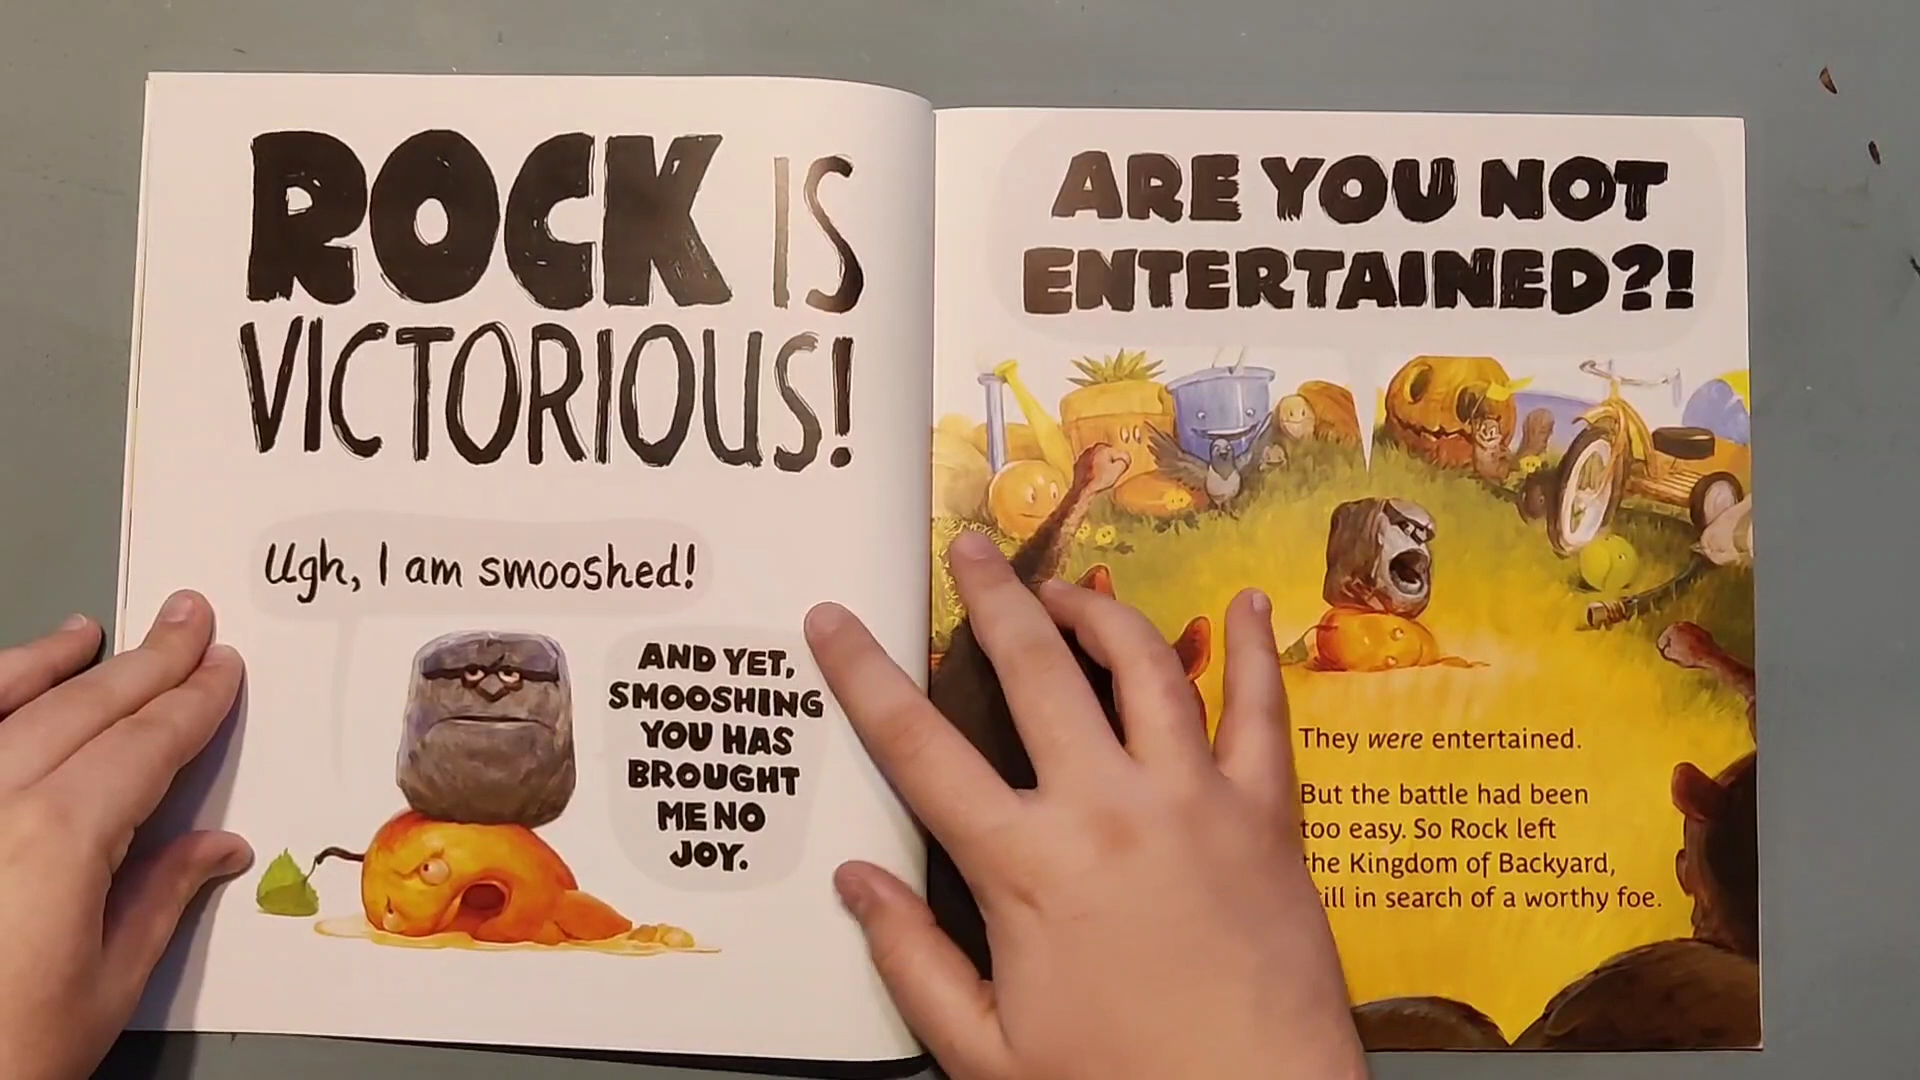 ROCK IS
VICTORIOUS!
Ugh, I am smooshed!
AND YET,
SMOOSHING
YOU HAS
BROUGHT
ME NO
JOY.
ARE YOU NOT
ENTERTAINED?!
They were entertained.
But the battle had been
too easy. So Rock left
the Kingdom of Backyard,
in search of a worthy foe.